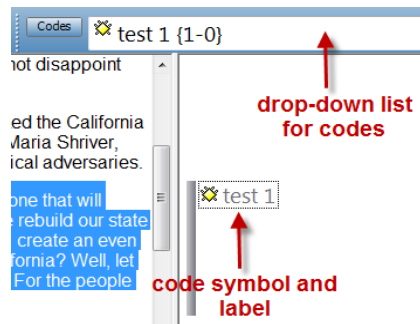 Codes
test 1 {1-0}
not disappoint
drop-down list
for codes
ed the California
Maria Shriver,
ical adversaries.
one that will
rebuild our state
create an even
fornia? Well, let
For the people
test 1
code symbol and
label